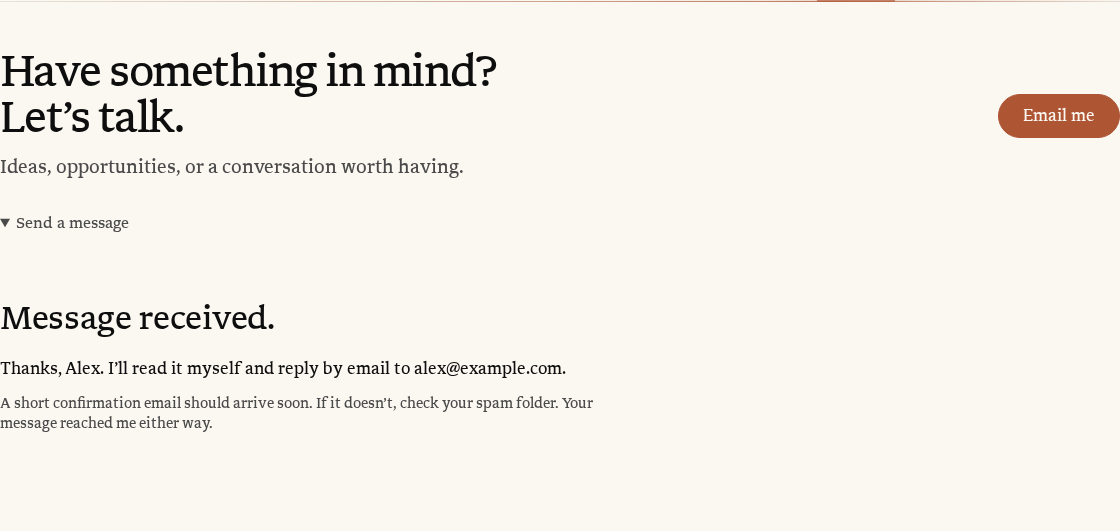 Have something in mind?
Let’s talk.
Email me
Ideas, opportunities, or a conversation worth having.
Send a message
Message received.
Thanks, Alex. I’ll read it myself and reply by email to alex@example.com.
A short confirmation email should arrive soon. If it doesn’t, check your spam folder. Your
message reached me either way.